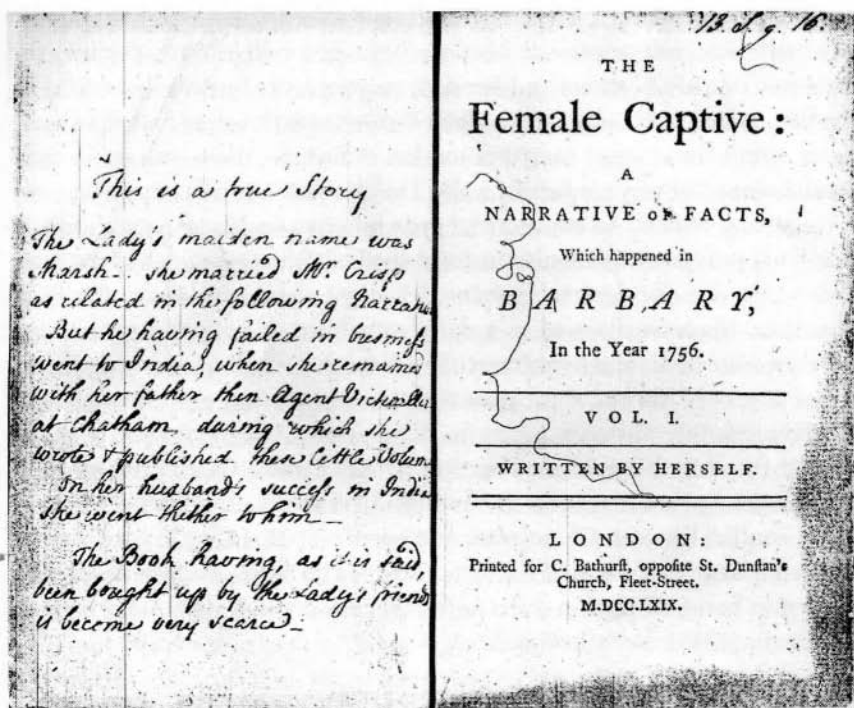 This is a true Story
The Lady's maiden name was
Marsh - she married Mr. Crisp
as related in the following Narrative
But he having failed in business
went to India, when she remained
with her father then Agent Victualler
at Chatham, during which she
wrote & published these little Volumes
On her husband's success in India
she went thither to him _
The Book having, as it is said
been bought up by the Lady's friends
is become very scarce _
THE
Female Captive:
A
NARRATIVE OF FACTS,
Which happened in
BARBARY,
In the Year 1756.
VOL.
WRITTEN BY HERSELF.
LONDON
Printed for C. Bathurst, opposite St. Dunstan's
Church, Fleet-Street.
M.DCC.LXIX.